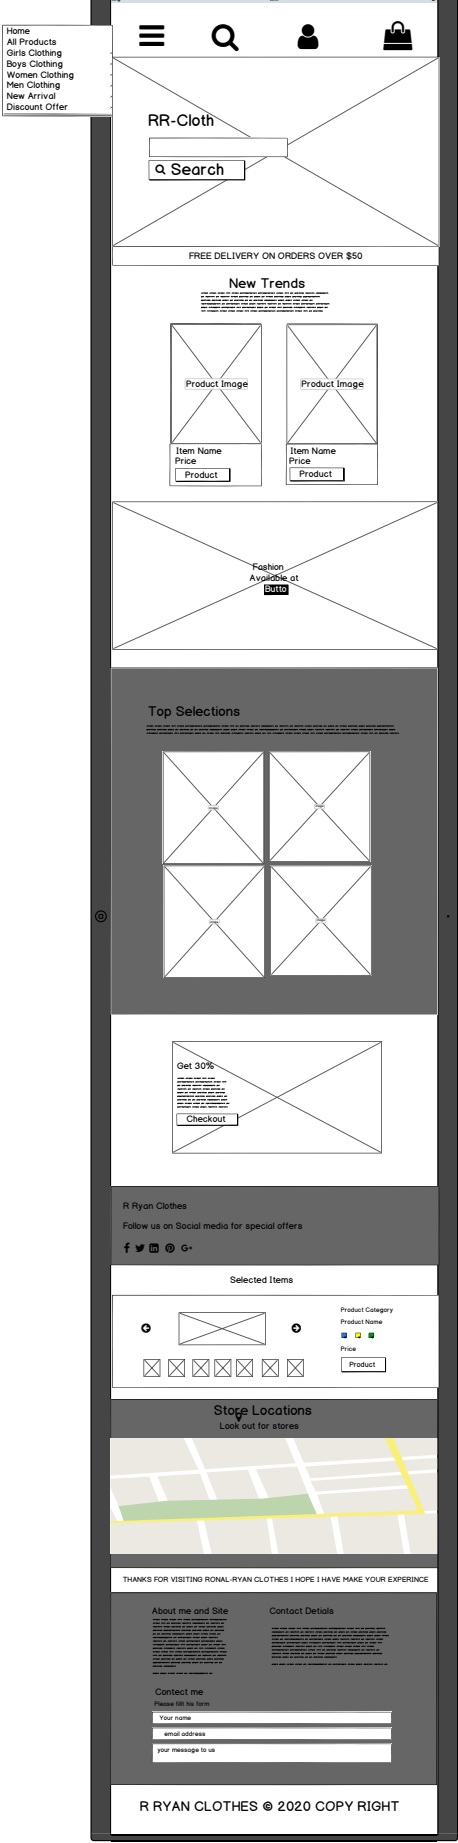 Home
All Products
Girls Clothing
Boys Clothing
Women Clothing
Men Clothing
New Arrival
Discount Offer
RR-Cloth
Search
FREE DELIVERY ON ORDERS OVER $50
New Trends
Product Image
Product Image
Item Name
Price
Product
Item Name
Price
Product
Fashion
Available at
Butto
Top Selections
Get 30%
Checkout
R Ryan Clothes
Follow us on Social media for special offers
Selected Items
Product Category
Product Name
Price
Product
Store Locations
Look out for stores
THANKS FOR VISITING RONAL-RYAN CLOTHES I HOPE I HAVE MAKE YOUR EXPERINCE
About me and Site
Contact Detials
Contect me
Please filt his form
Your name
email address
your message to us
R RYAN CLOTHES © 2020 COPY RIGHT